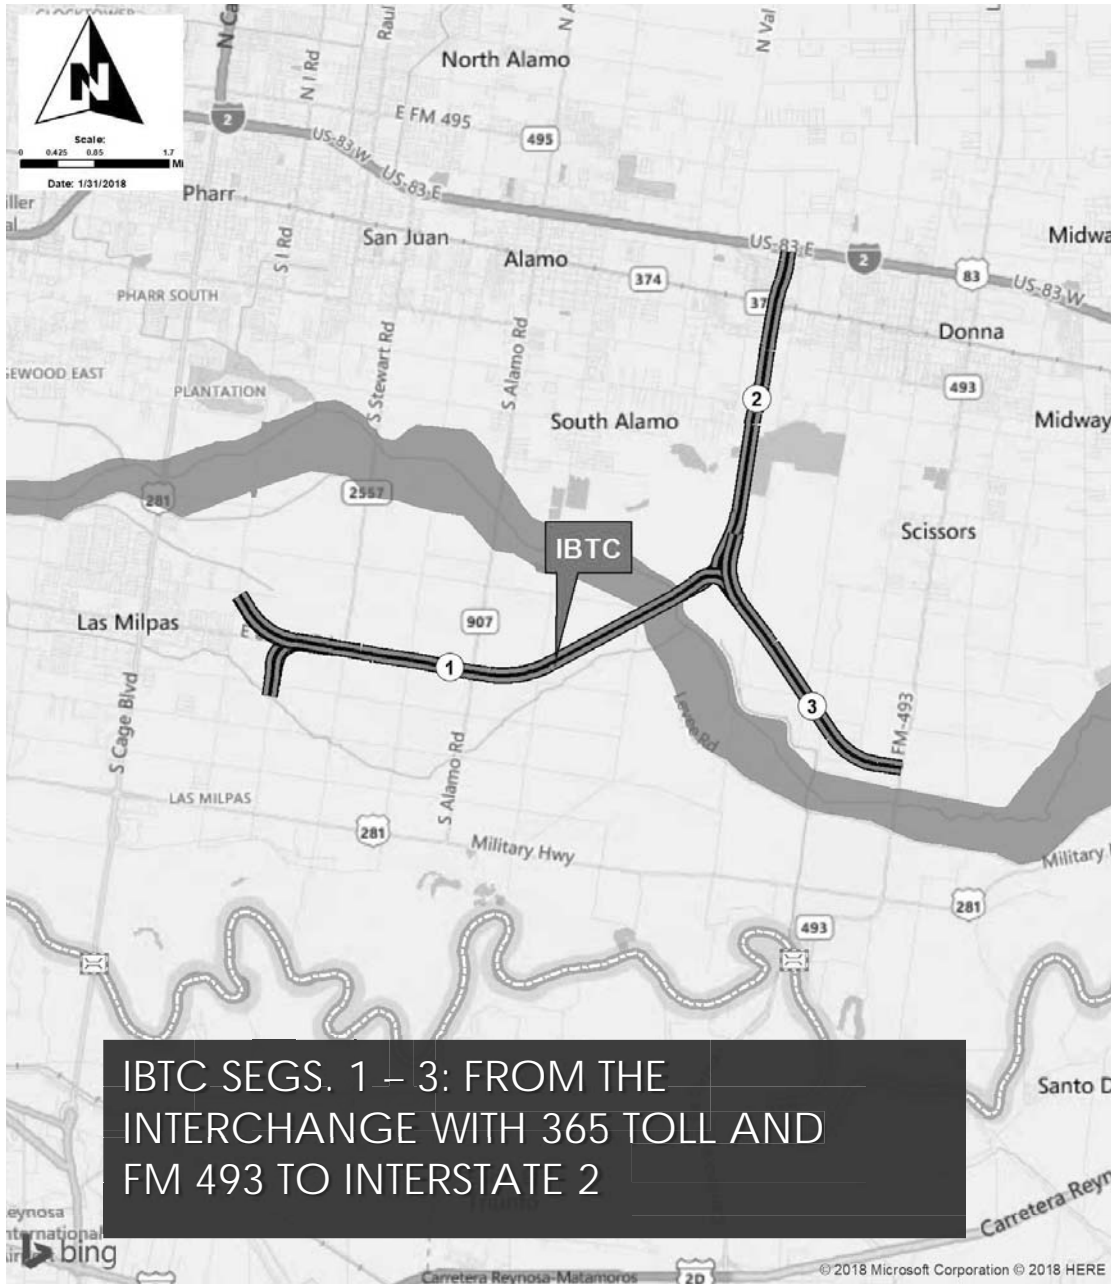 CLOCKTOWER
N
Scale:
0 0.425 0.85 1.7
Mi
Date: 1/31/2018
N I Rd
N Val
North Alamo
E FM 495
495
2
US-83 W
US-83 E
Pharr
San Juan
S I Rd
Alamo
374
US-83 E
2
83
US-83 W
PHARR SOUTH
Donna
493
S Stewart Rd
S Alamo Rd
PLANTATION
2
South Alamo
281
2557
Scissors
IBTC
Las Milpas
907
1
3
S Cage Blvd
Levee Rd
FM-493
S Alamo Rd
LAS MILPAS
281
Military Hwy
Military
281
493
IBTC SEGS. 1 – 3: FROM THE
INTERCHANGE WITH 365 TOLL AND
FM 493 TO INTERSTATE 2
Santo D
bing
Carretera Reyn
Carretera Reynosa-Matamoros
2D
© 2018 Microsoft Corporation © 2018 HERE